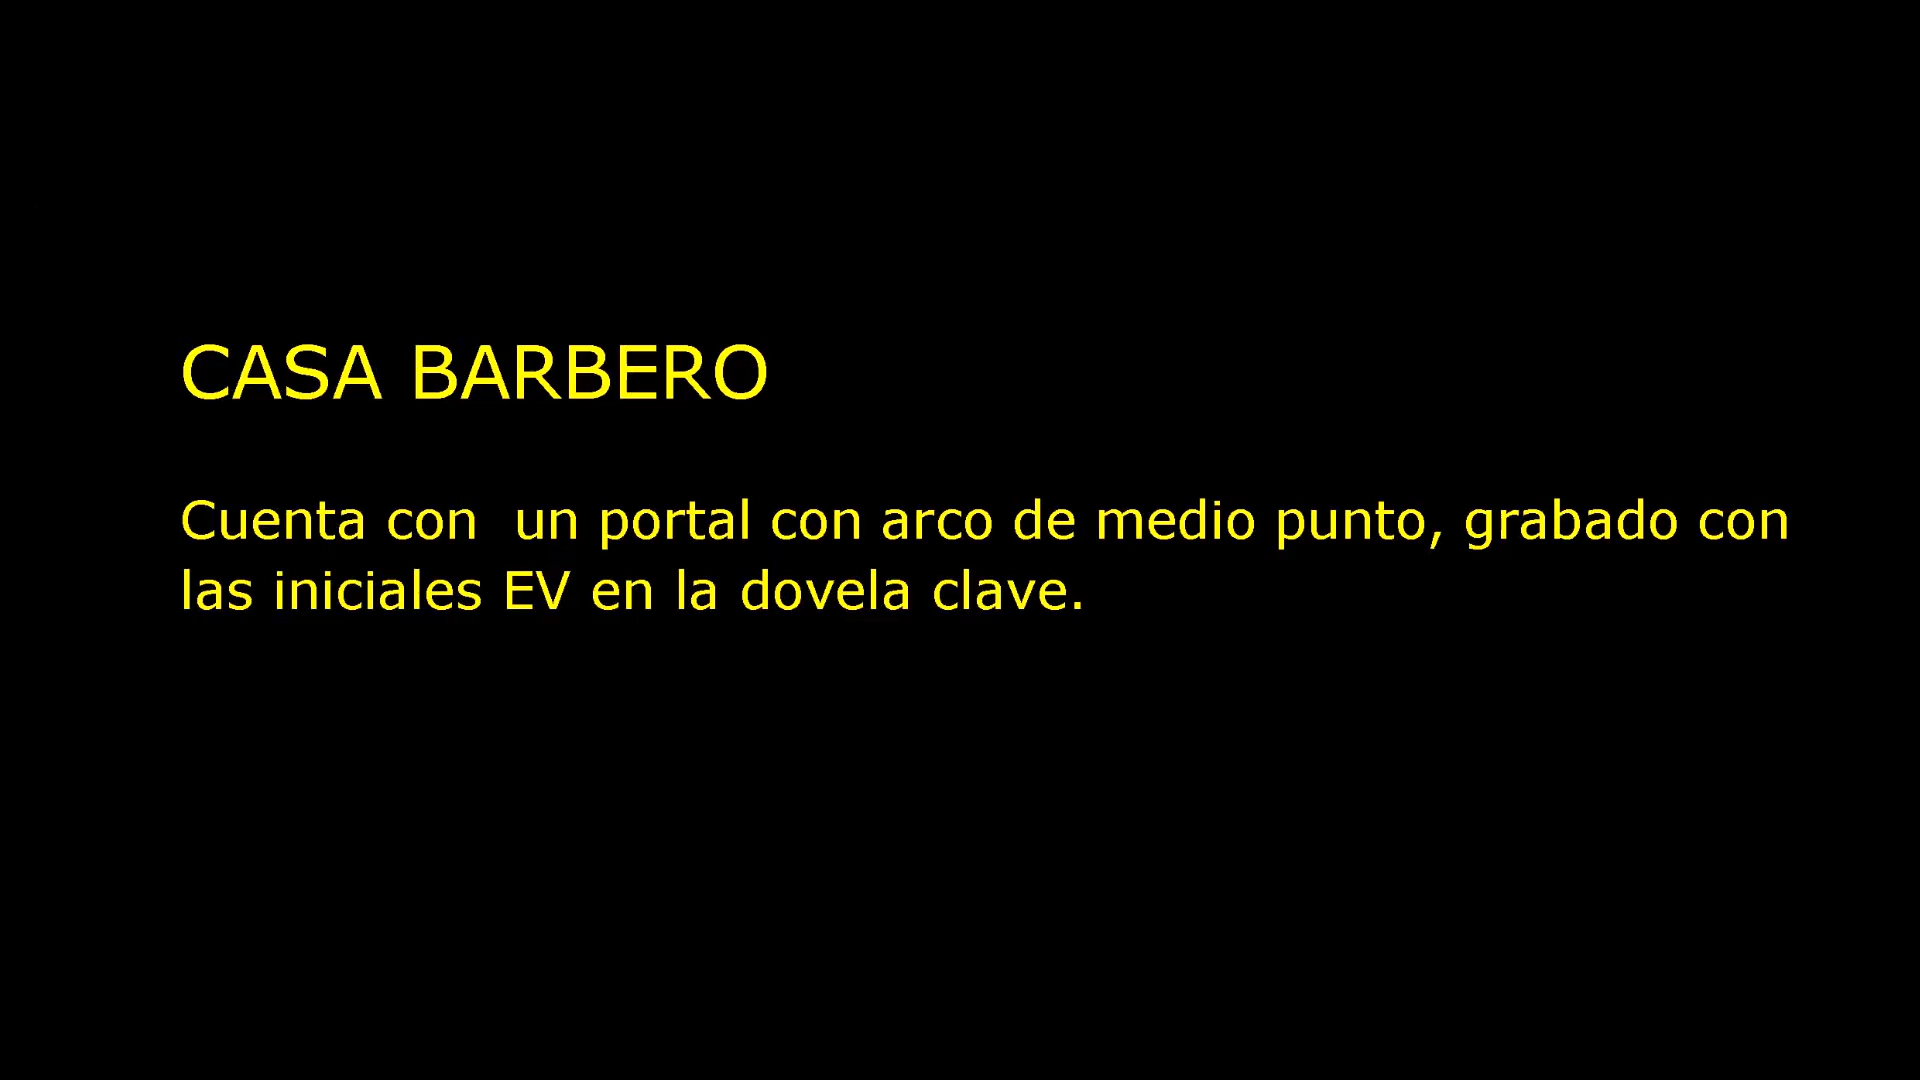 CASA BARBERO
Cuenta con  un portal con arco de medio punto, grabado con
las iniciales EV en la dovela clave.